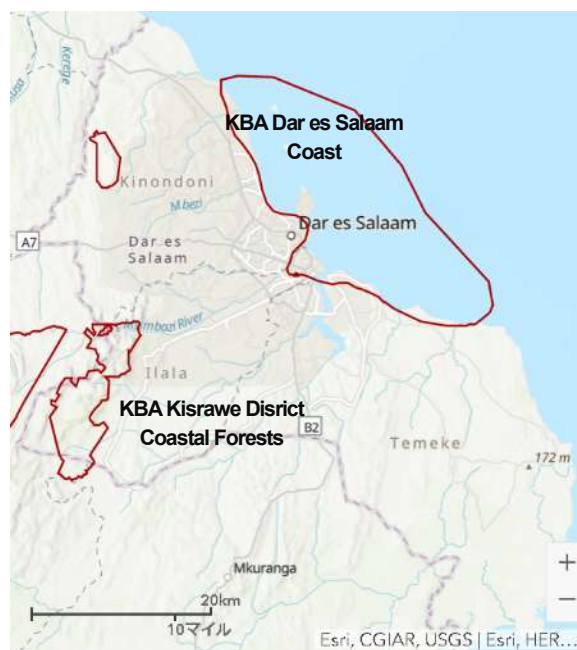 Kerege
KBA Dar es Salaam
Coast
Kinondoni
Mbezi
Dar es Salaam
A7
Dar es
Salaam
Msimbazi River
Ilala
KBA Kisrawe Disrict
Coastal Forests
B2
Temeke
172 m
Mkuranga
20km
10マイル
+
−
Esri, CGIAR, USGS | Esri, HER...